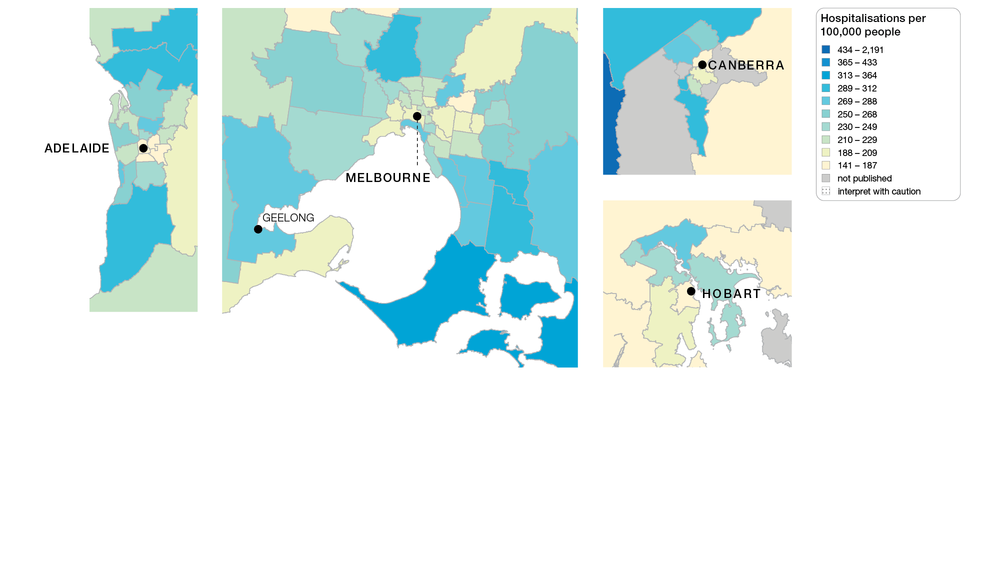 ADELAIDE
MELBOURNE
GEELONG
CANBERRA
HOBART
Hospitalisations per
100,000 people
434 – 2,191
365 – 433
313 – 364
289 – 312
269 – 288
250 – 268
230 – 249
210 – 229
188 – 209
141 – 187
not published
interpret with caution